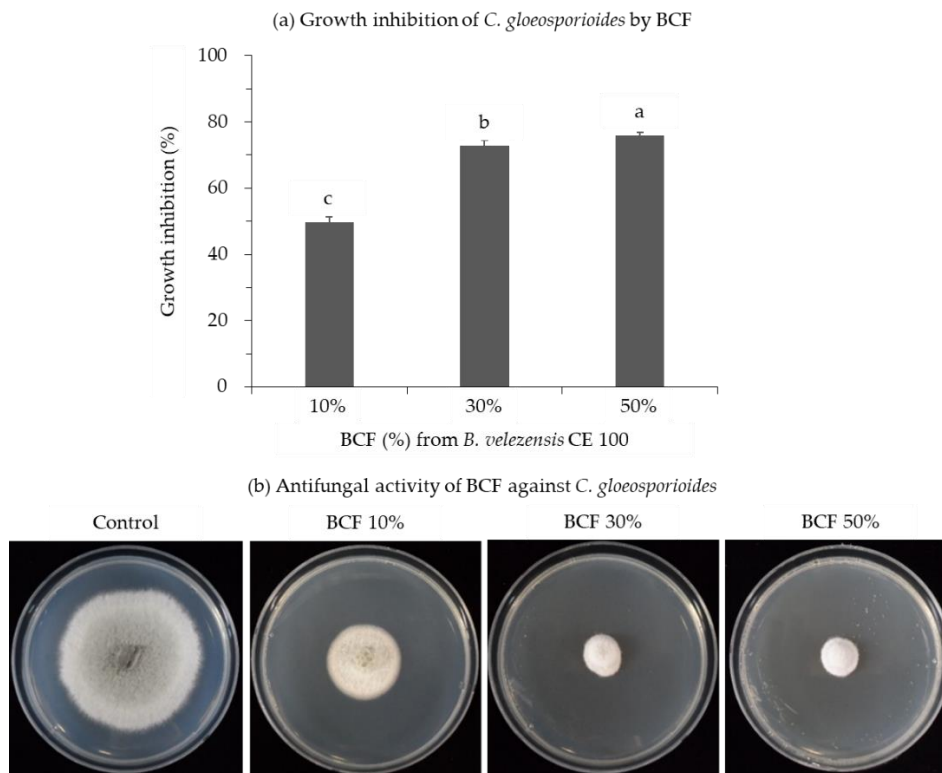 (a) Growth inhibition of C. gloeosporioides by BCF
100
80
60
40
20
0
Growth inhibition (%)
c
b
a
10%
30%
50%
BCF (%) from B. velezensis CE 100
(b) Antifungal activity of BCF against C. gloeosporioides
Control
BCF 10%
BCF 30%
BCF 50%